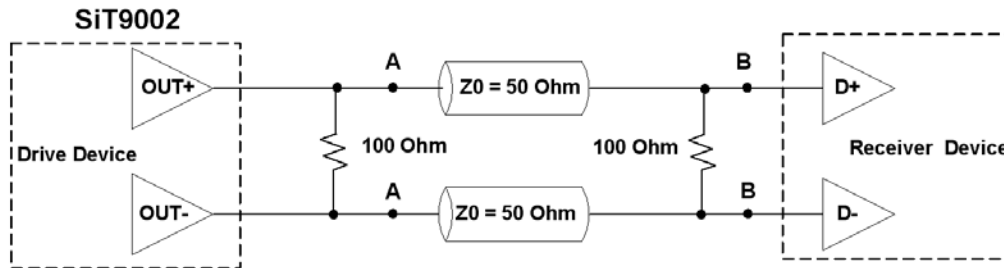 SiT9002
OUT+
A
Z0 = 50 Ohm
B
D+
Drive Device
100 Ohm
100 Ohm
Receiver Device
OUT-
A
Z0 = 50 Ohm
B
D-